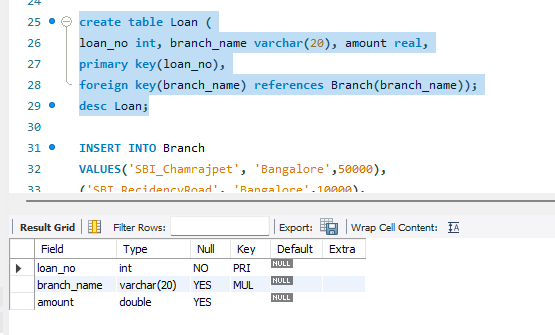 24
25 create table Loan (
26 loan_no int, branch_name varchar(20), amount real,
27 primary key(loan_no),
28 foreign key(branch_name) references Branch(branch_name));
29 desc Loan;
30
31 INSERT INTO Branch
32 VALUES('SBI_Chamrajpet', 'Bangalore',50000),
33 ('SBI_RecidencyRoad', 'Bangalore',10000),
Result Grid Filter Rows: Export: Wrap Cell Content:
Field Type Null Key Default Extra
loan_no int NO PRI NULL
branch_name varchar(20) YES MUL NULL
amount double YES NULL